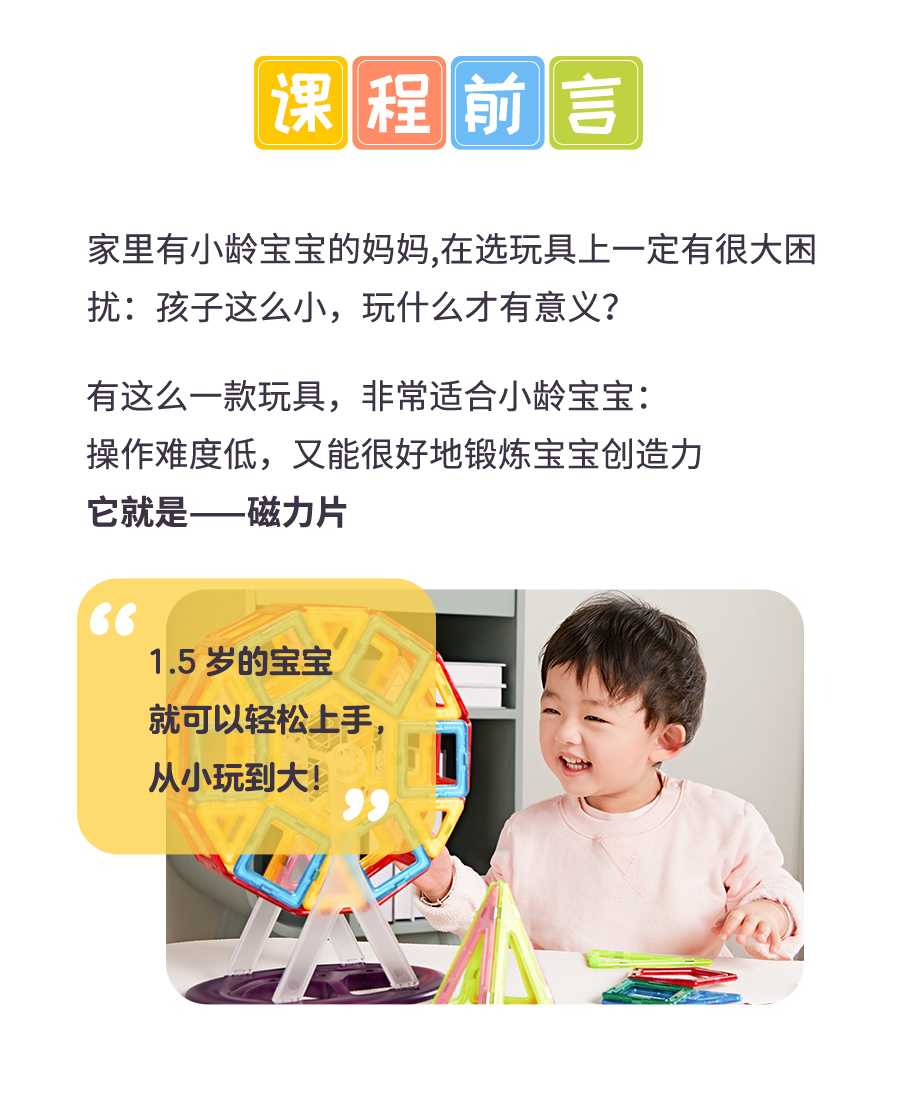 课程前言
家里有小龄宝宝的妈妈,在选玩具上一定有很大困
扰：孩子这么小，玩什么才有意义？
有这么一款玩具，非常适合小龄宝宝：
操作难度低，又能很好地锻炼宝宝创造力
它就是——磁力片
“
1.5 岁的宝宝
就可以轻松上手，
从小玩到大！
”